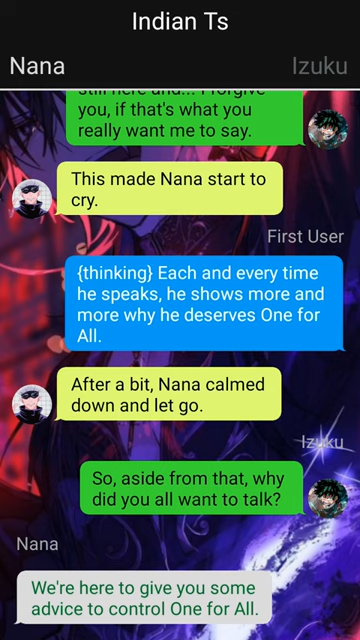 Indian Ts
Nana
Izuku
still here and... I forgive
you, if that's what you
really want me to say.
This made Nana start to
cry.
First User
{thinking} Each and every time
he speaks, he shows more and
more why he deserves One for
All.
After a bit, Nana calmed
down and let go.
Izuku
So, aside from that, why
did you all want to talk?
Nana
We're here to give you some
advice to control One for All.